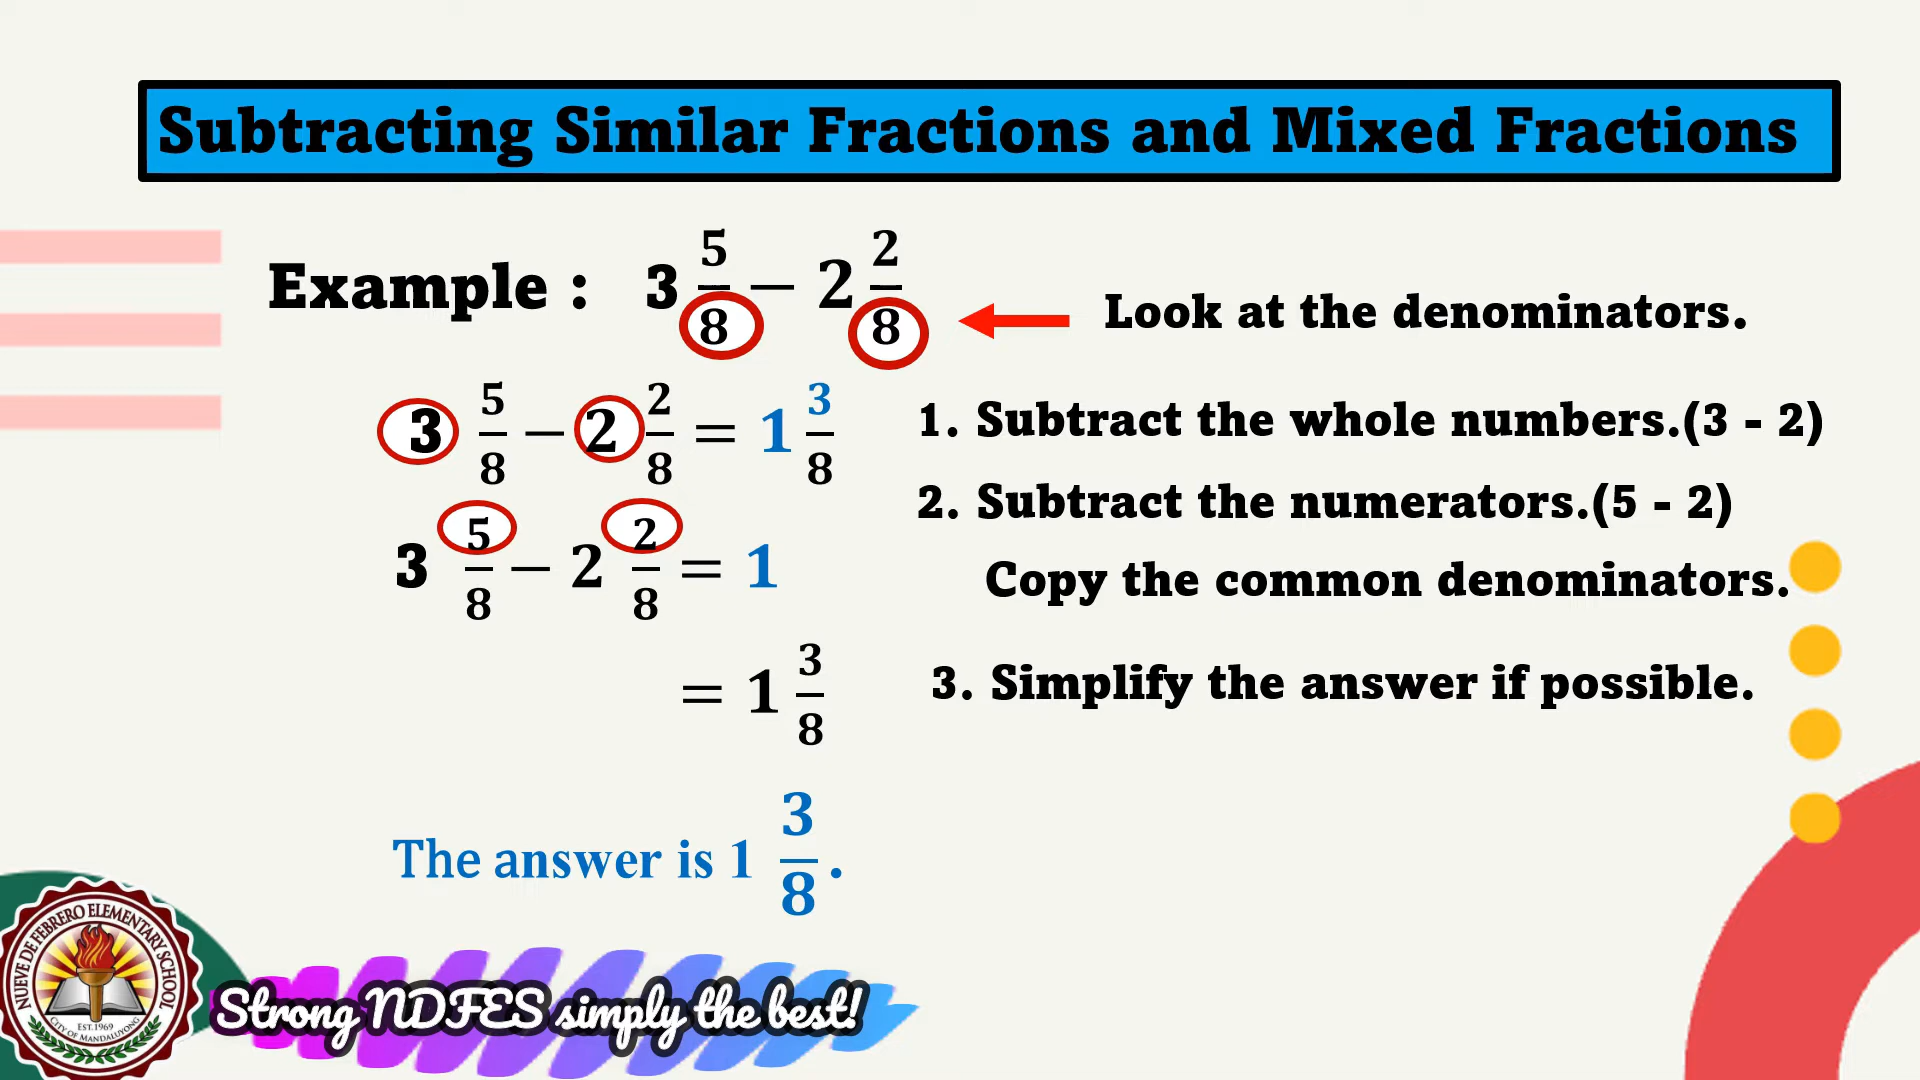 Subtracting Similar Fractions and Mixed Fractions
Example : 3 5/8 − 2 2/8
Look at the denominators.
3 5/8 − 2 2/8 = 1 3/8
1. Subtract the whole numbers.(3 - 2)
3 5/8 − 2 2/8 = 1
2. Subtract the numerators.(5 - 2)
Copy the common denominators.
= 1 3/8
3. Simplify the answer if possible.
The answer is 1 3/8.
NUEVE DE FEBRERO ELEMENTARY SCHOOL
EST.1969
CITY OF MANDALUYONG
Strong NDFES simply the best!